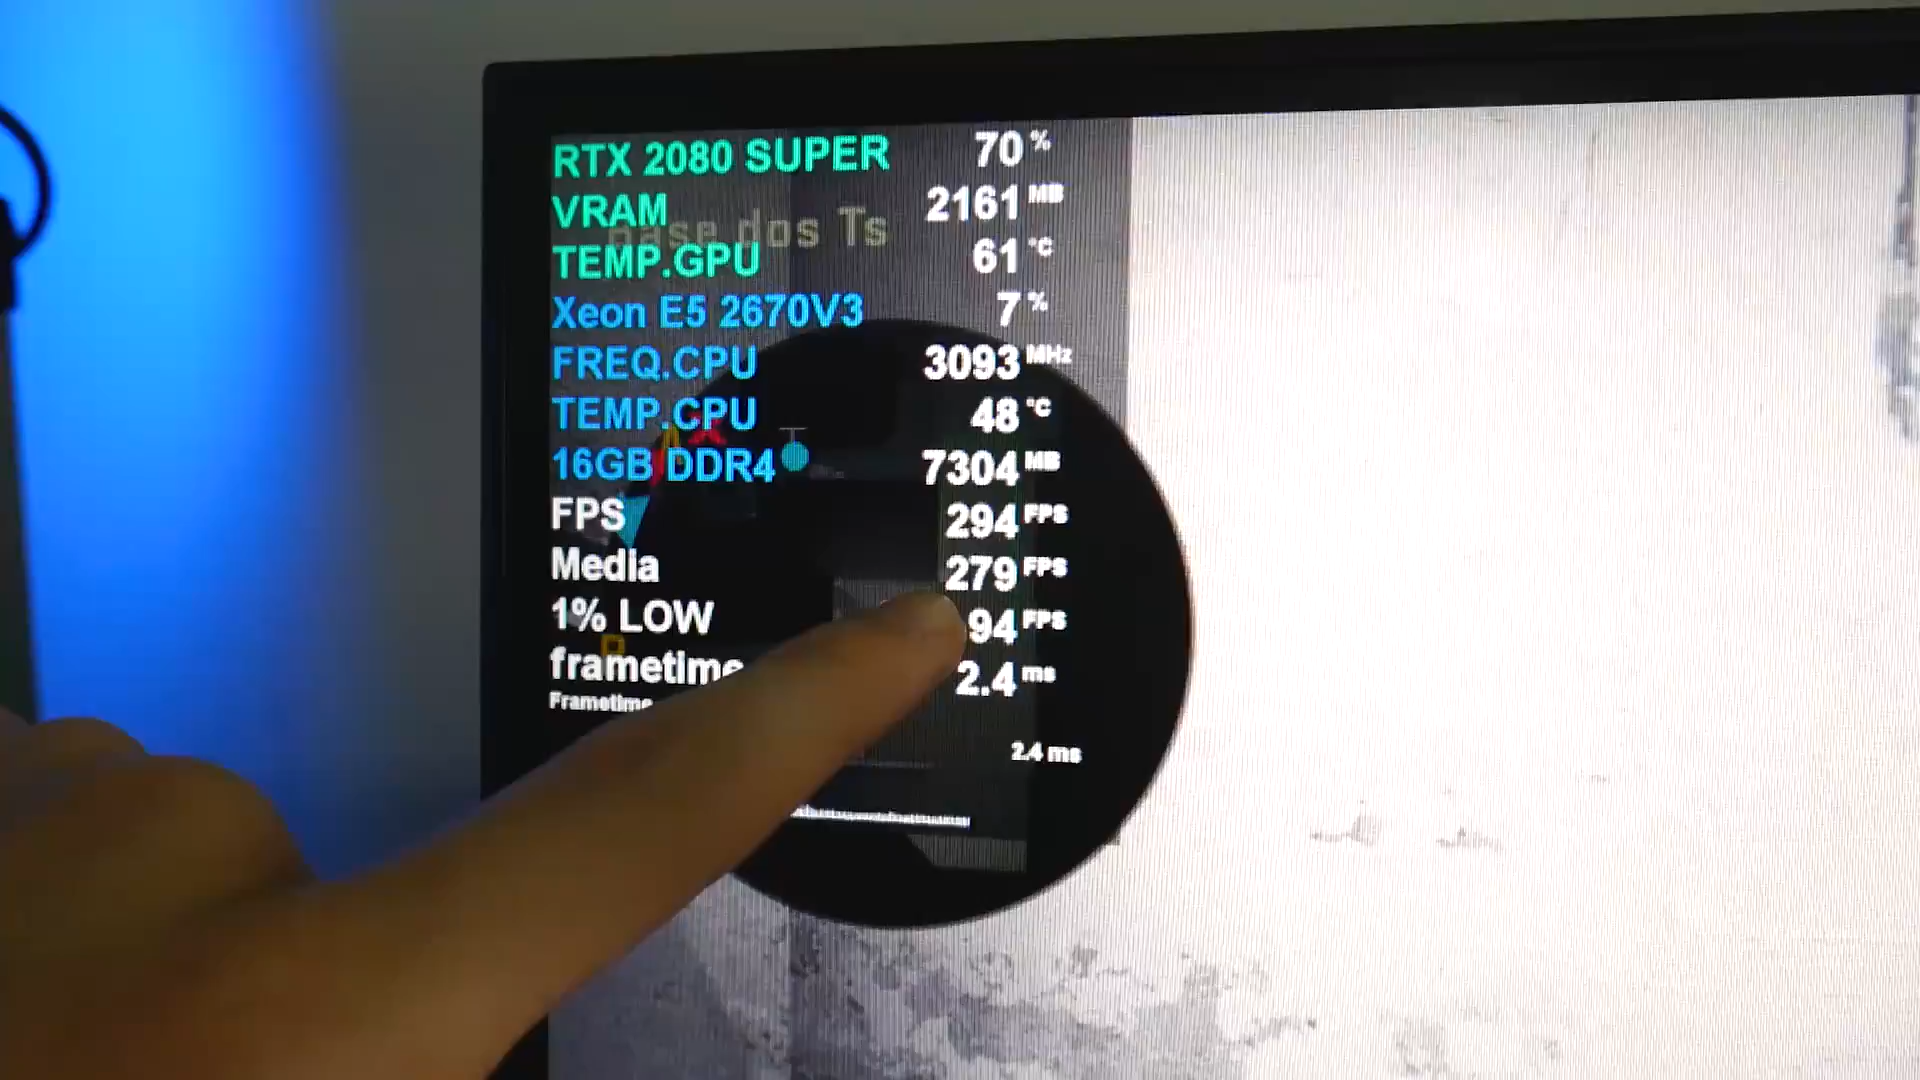 RTX 2080 SUPER 70 %
VRAM 2161 MB
Base dos Ts
TEMP.GPU 61 °C
Xeon E5 2670V3 7 %
FREQ.CPU 3093 MHz
TEMP.CPU 48 °C
16GB DDR4 7304 MB
FPS 294 FPS
Media 279 FPS
1% LOW 94 FPS
frametime 2.4 ms
Frametime
2.4 ms